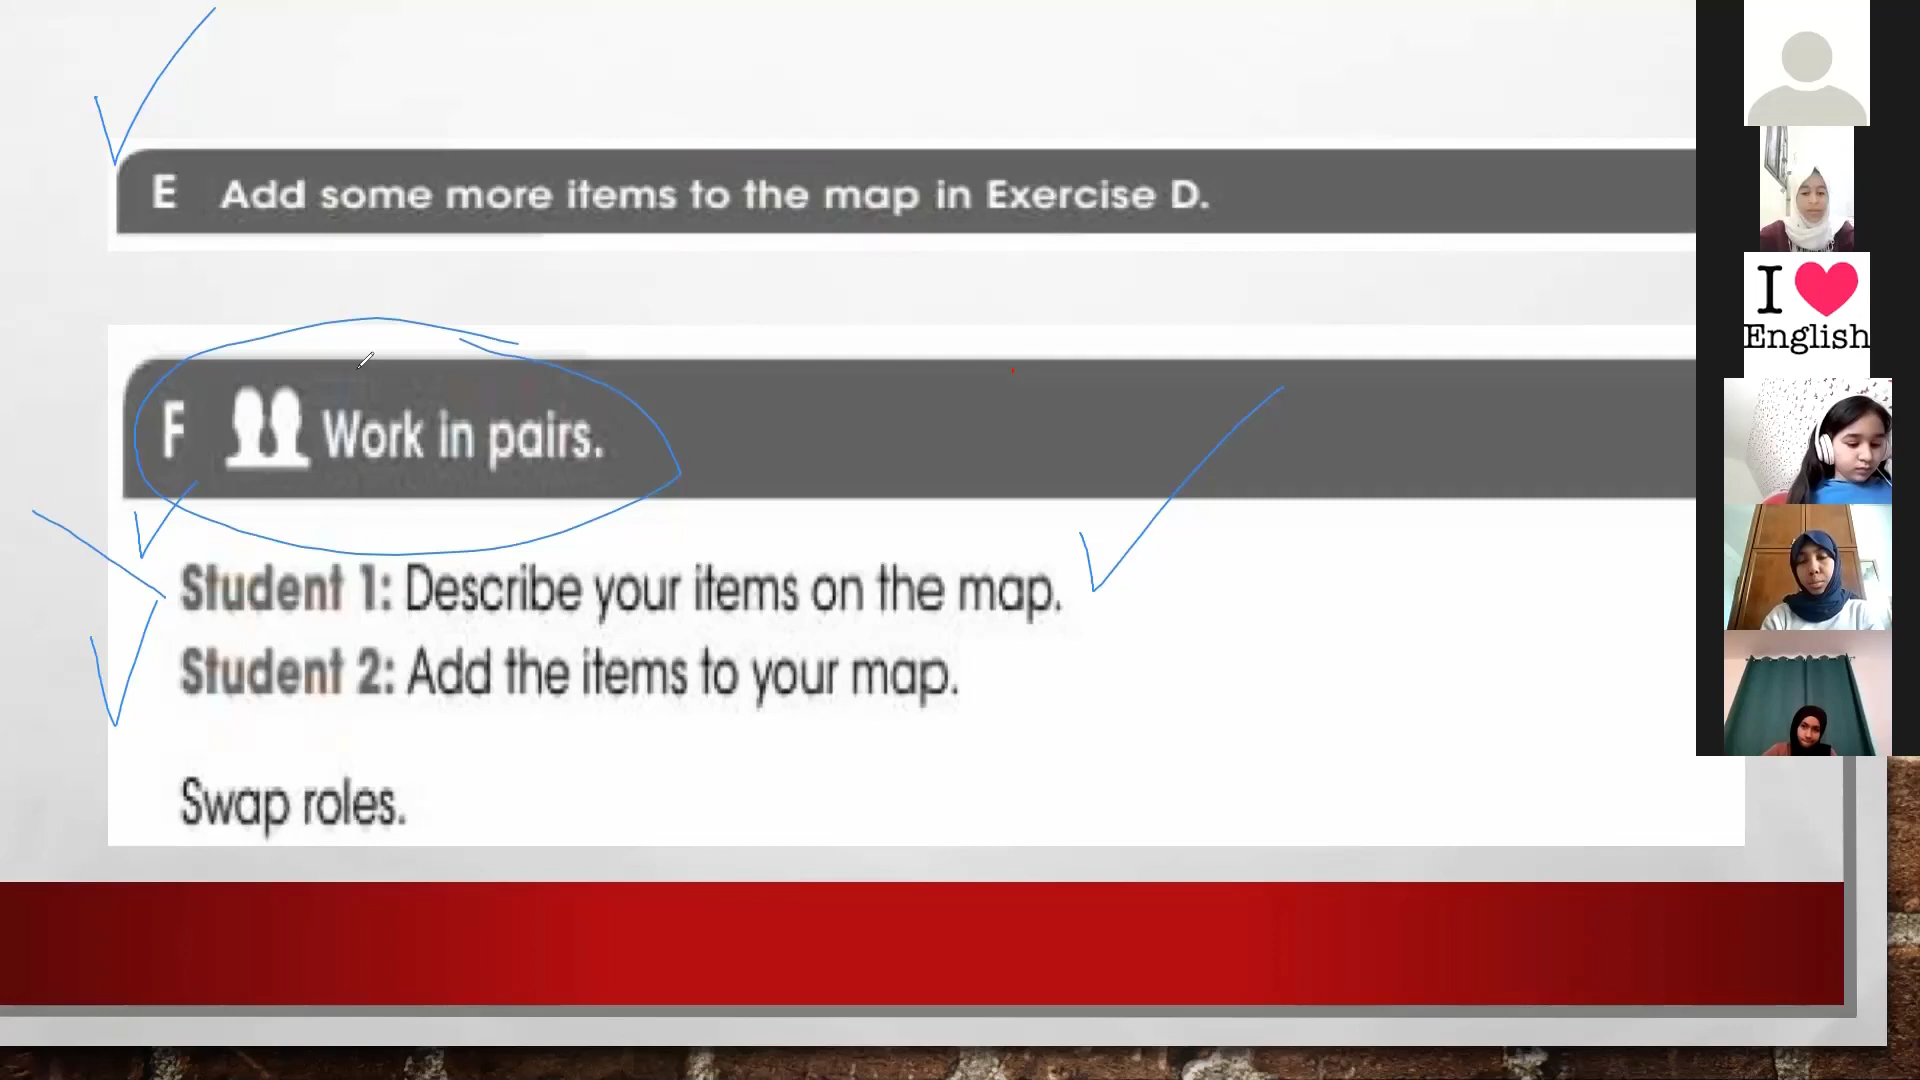 E Add some more items to the map in Exercise D.
F Work in pairs.
Student 1: Describe your items on the map.
Student 2: Add the items to your map.
Swap roles.
I
English